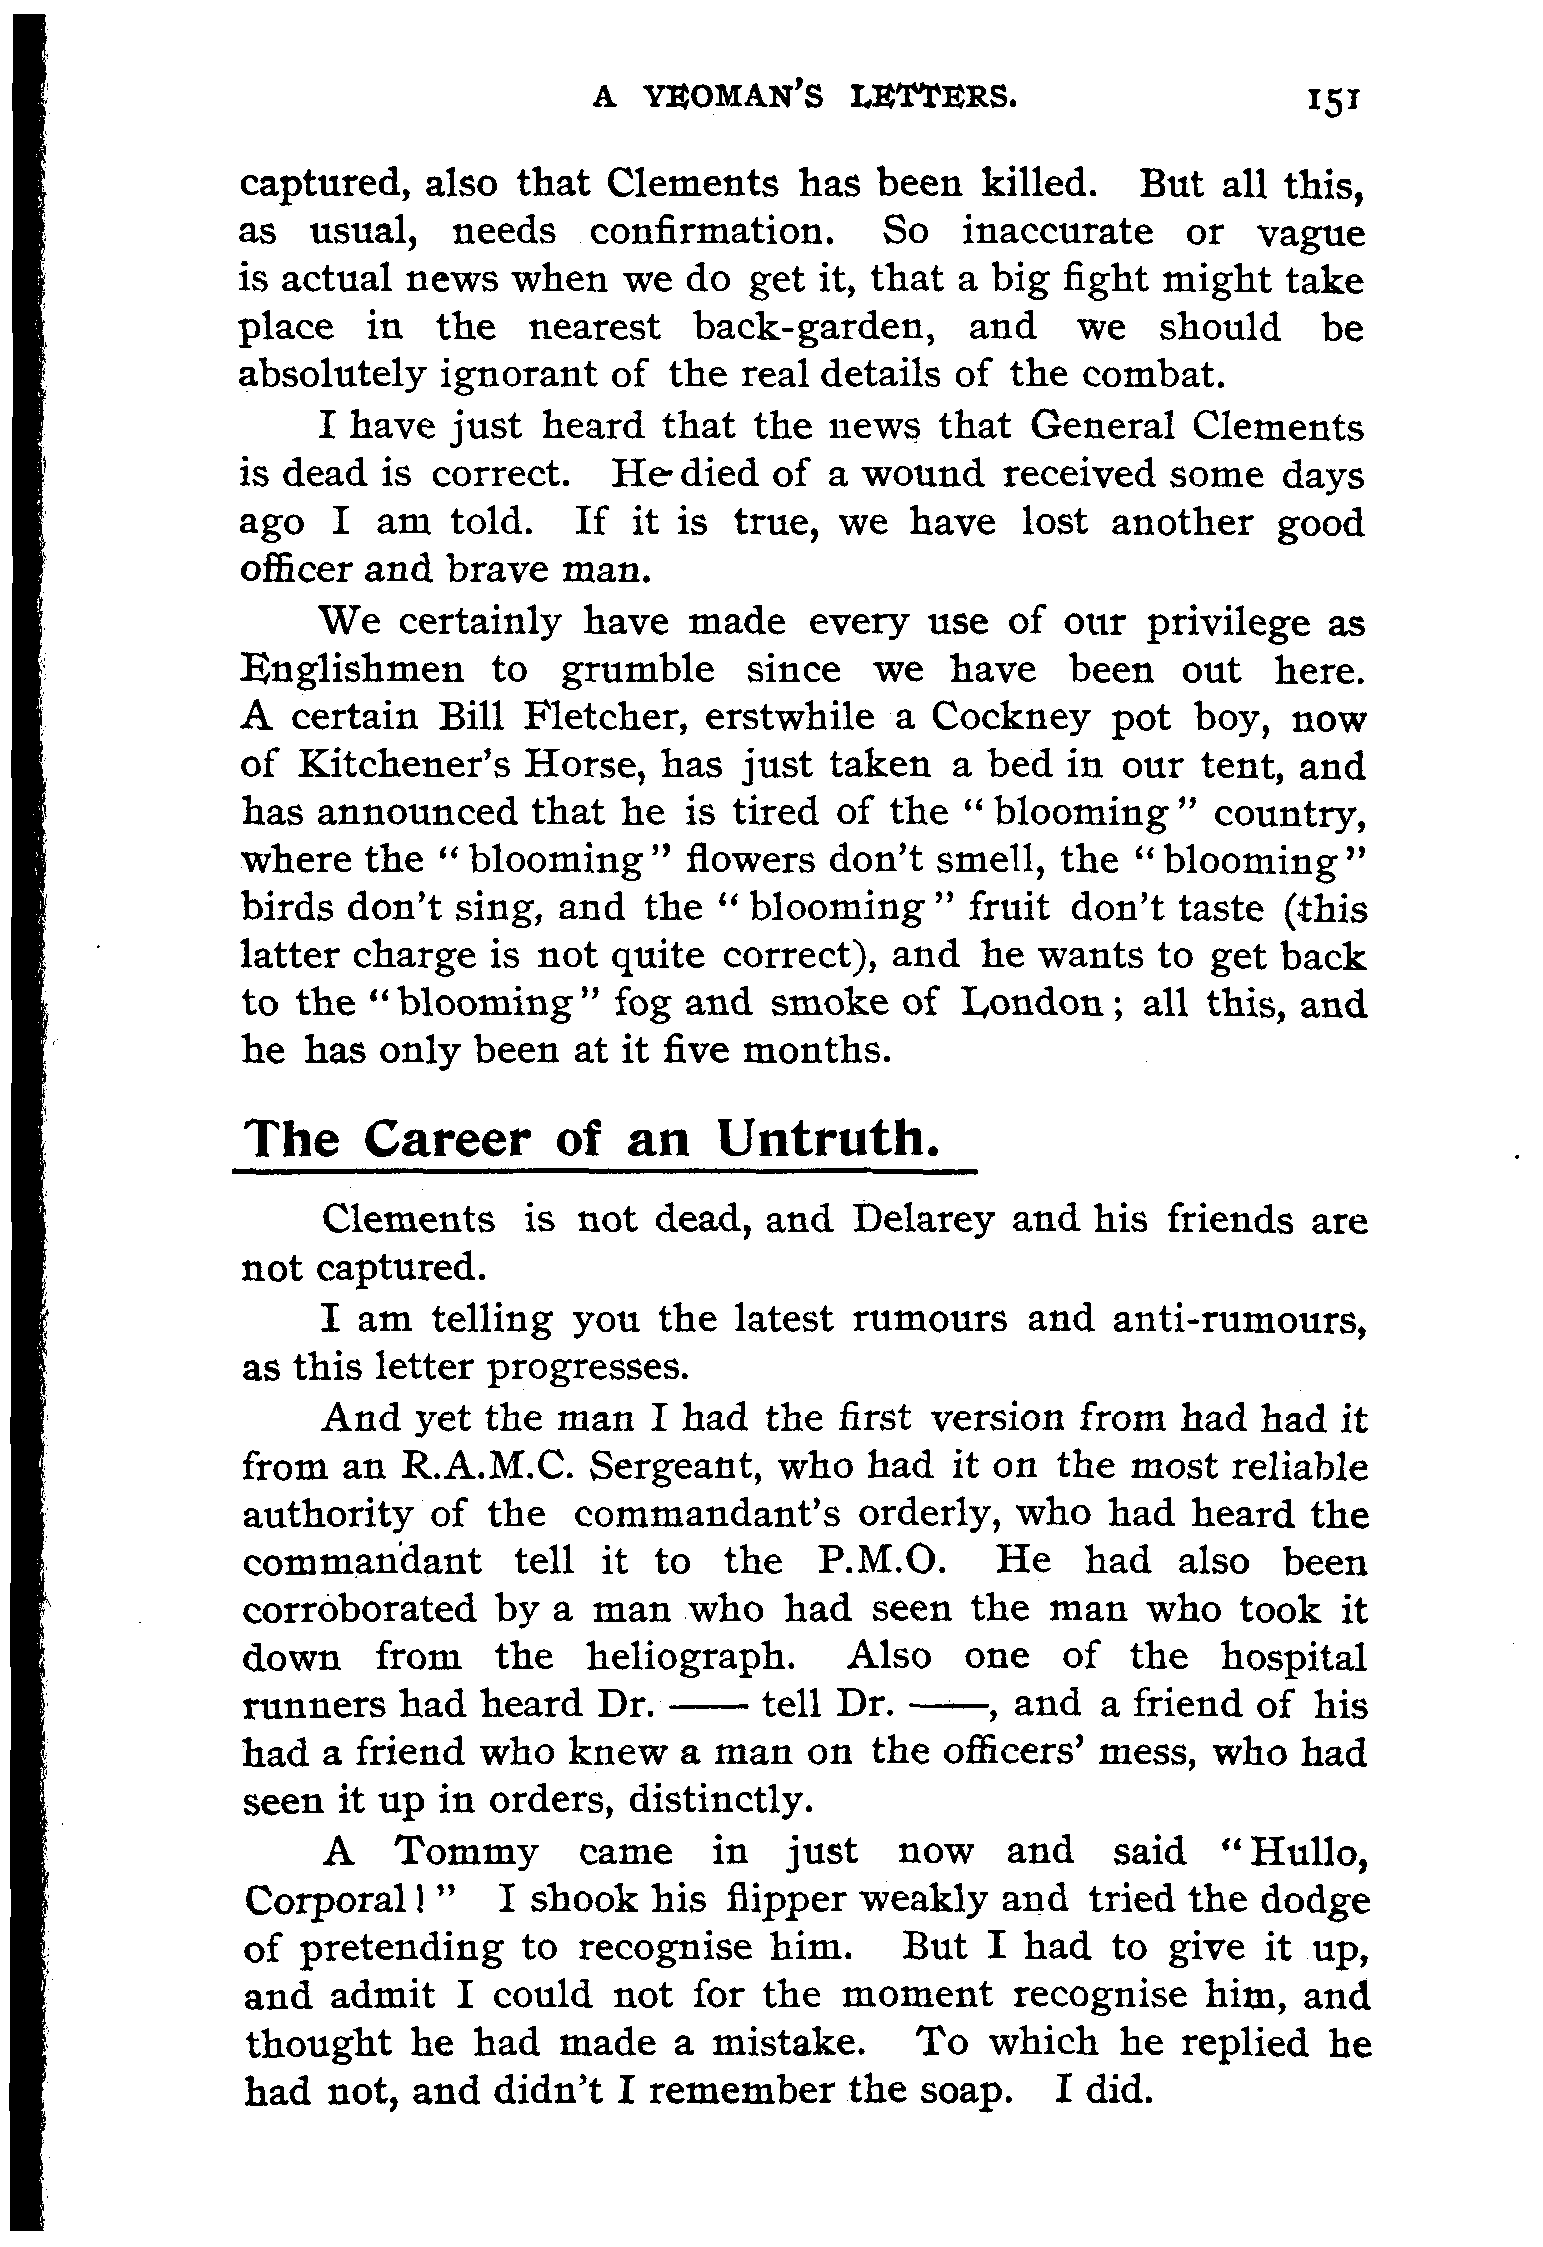 A YEOMAN'S LETTERS. 151
captured, also that Clements has been killed. But all this,
as usual, needs confirmation. So inaccurate or vague
is actual news when we do get it, that a big fight might take
place in the nearest back-garden, and we should be
absolutely ignorant of the real details of the combat.
I have just heard that the news that General Clements
is dead is correct. He died of a wound received some days
ago I am told. If it is true, we have lost another good
officer and brave man.
We certainly have made every use of our privilege as
Englishmen to grumble since we have been out here.
A certain Bill Fletcher, erstwhile a Cockney pot boy, now
of Kitchener's Horse, has just taken a bed in our tent, and
has announced that he is tired of the "blooming" country,
where the "blooming" flowers don't smell, the "blooming"
birds don't sing, and the "blooming" fruit don't taste (this
latter charge is not quite correct), and he wants to get back
to the "blooming" fog and smoke of London; all this, and
he has only been at it five months.
The Career of an Untruth.
Clements is not dead, and Delarey and his friends are
not captured.
I am telling you the latest rumours and anti-rumours,
as this letter progresses.
And yet the man I had the first version from had had it
from an R.A.M.C. Sergeant, who had it on the most reliable
authority of the commandant's orderly, who had heard the
commandant tell it to the P.M.O. He had also been
corroborated by a man who had seen the man who took it
down from the heliograph. Also one of the hospital
runners had heard Dr. —— tell Dr. ——, and a friend of his
had a friend who knew a man on the officers' mess, who had
seen it up in orders, distinctly.
A Tommy came in just now and said "Hullo,
Corporal!" I shook his flipper weakly and tried the dodge
of pretending to recognise him. But I had to give it up,
and admit I could not for the moment recognise him, and
thought he had made a mistake. To which he replied he
had not, and didn't I remember the soap. I did.